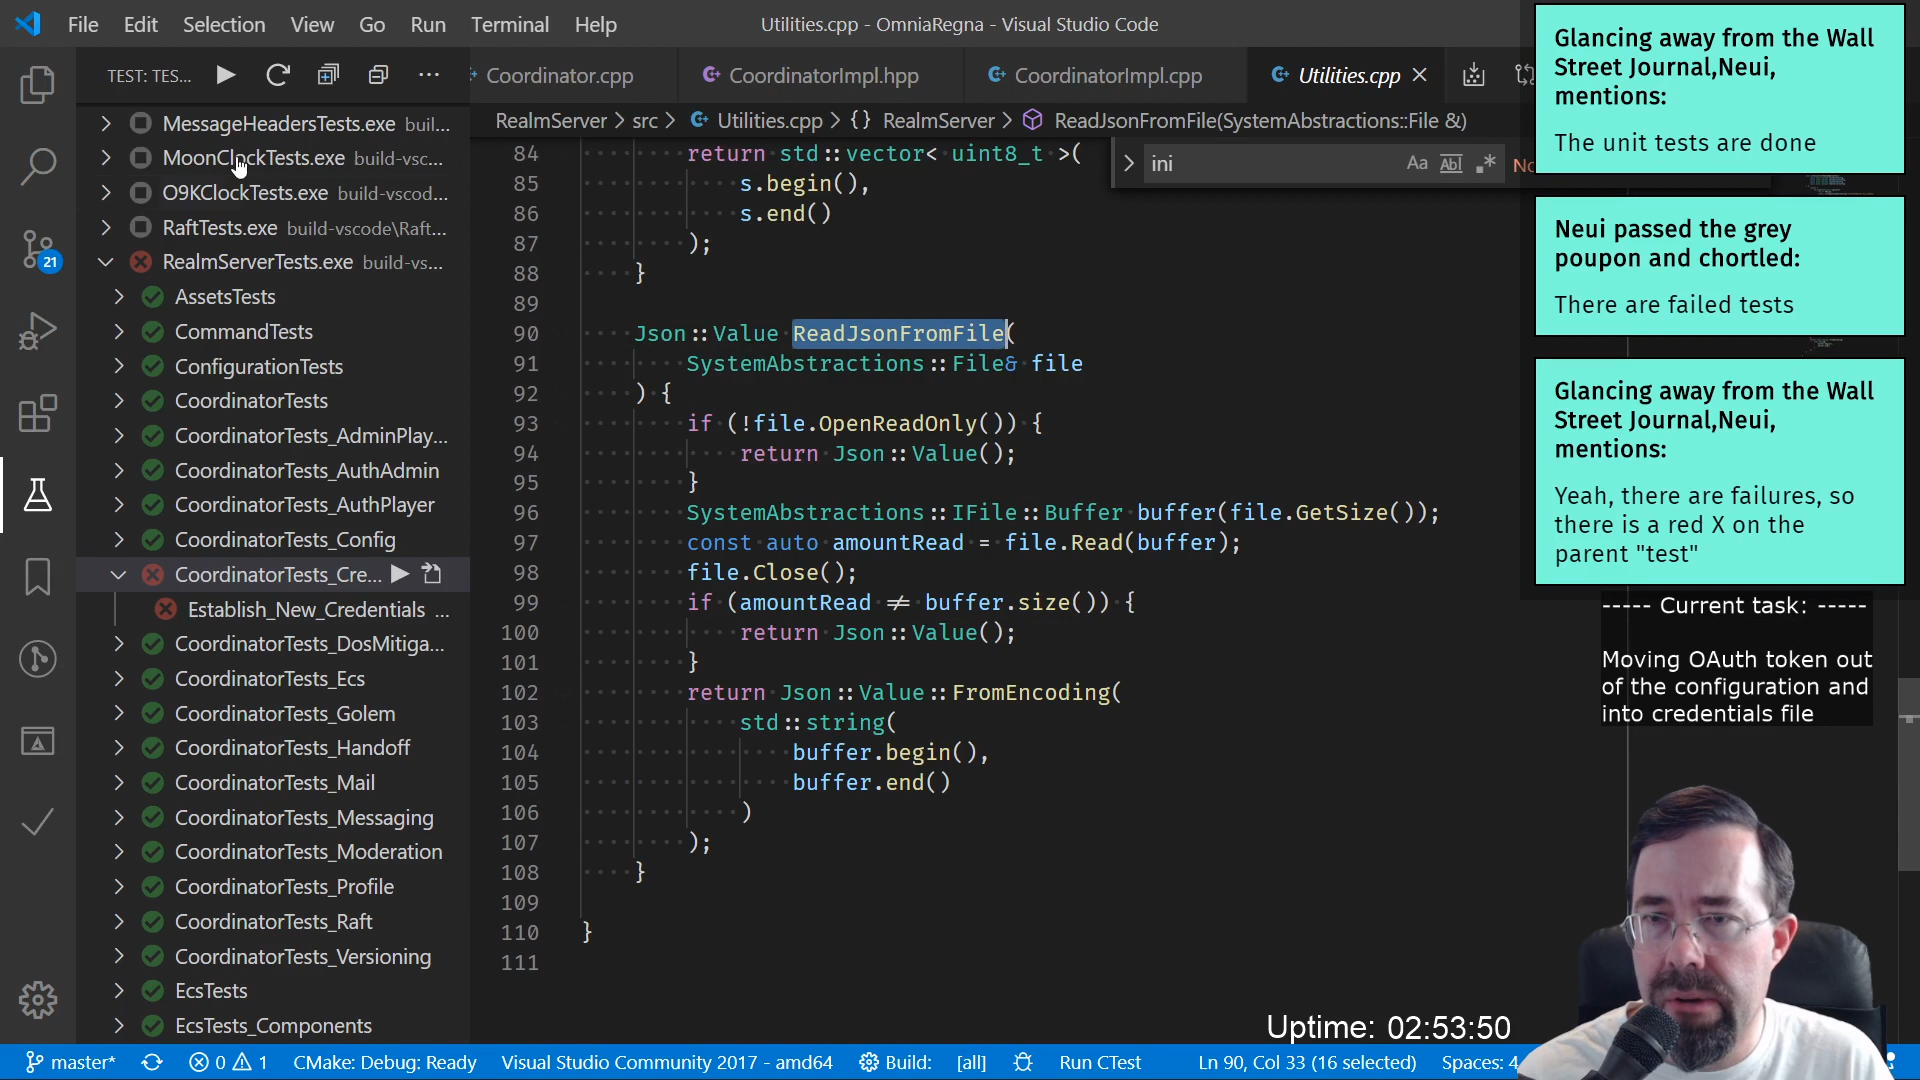 File Edit Selection View Go Run Terminal Help
Utilities.cpp - OmniaRegna - Visual Studio Code
TEST: TES...
Coordinator.cpp
CoordinatorImpl.hpp
CoordinatorImpl.cpp
Utilities.cpp
RealmServer > src > Utilities.cpp > {} RealmServer > ReadJsonFromFile(SystemAbstractions::File &)
ini
Aa Abl .*
No
21
MessageHeadersTests.exe buil...
MoonClockTests.exe build-vsc...
O9KClockTests.exe build-vscod...
RaftTests.exe build-vscode\Raft...
RealmServerTests.exe build-vs...
AssetsTests
CommandTests
ConfigurationTests
CoordinatorTests
CoordinatorTests_AdminPlay...
CoordinatorTests_AuthAdmin
CoordinatorTests_AuthPlayer
CoordinatorTests_Config
CoordinatorTests_Cre...
Establish_New_Credentials ...
CoordinatorTests_DosMitiga...
CoordinatorTests_Ecs
CoordinatorTests_Golem
CoordinatorTests_Handoff
CoordinatorTests_Mail
CoordinatorTests_Messaging
CoordinatorTests_Moderation
CoordinatorTests_Profile
CoordinatorTests_Raft
CoordinatorTests_Versioning
EcsTests
EcsTests_Components
84 return std::vector< uint8_t >(
85 s.begin(),
86 s.end()
87 );
88 }
89
90 Json::Value ReadJsonFromFile(
91 SystemAbstractions::File& file
92 ) {
93 if (!file.OpenReadOnly()) {
94 return Json::Value();
95 }
96 SystemAbstractions::IFile::Buffer buffer(file.GetSize());
97 const auto amountRead = file.Read(buffer);
98 file.Close();
99 if (amountRead ≠ buffer.size()) {
100 return Json::Value();
101 }
102 return Json::Value::FromEncoding(
103 std::string(
104 buffer.begin(),
105 buffer.end()
106 )
107 );
108 }
109
110 }
111
Glancing away from the Wall
Street Journal,Neui,
mentions:
The unit tests are done
Neui passed the grey
poupon and chortled:
There are failed tests
Glancing away from the Wall
Street Journal,Neui,
mentions:
Yeah, there are failures, so
there is a red X on the
parent "test"
----- Current task: -----
Moving OAuth token out
of the configuration and
into credentials file
Uptime: 02:53:50
master* 0 1 CMake: Debug: Ready Visual Studio Community 2017 - amd64 Build: [all] Run CTest Ln 90, Col 33 (16 selected) Spaces: 4